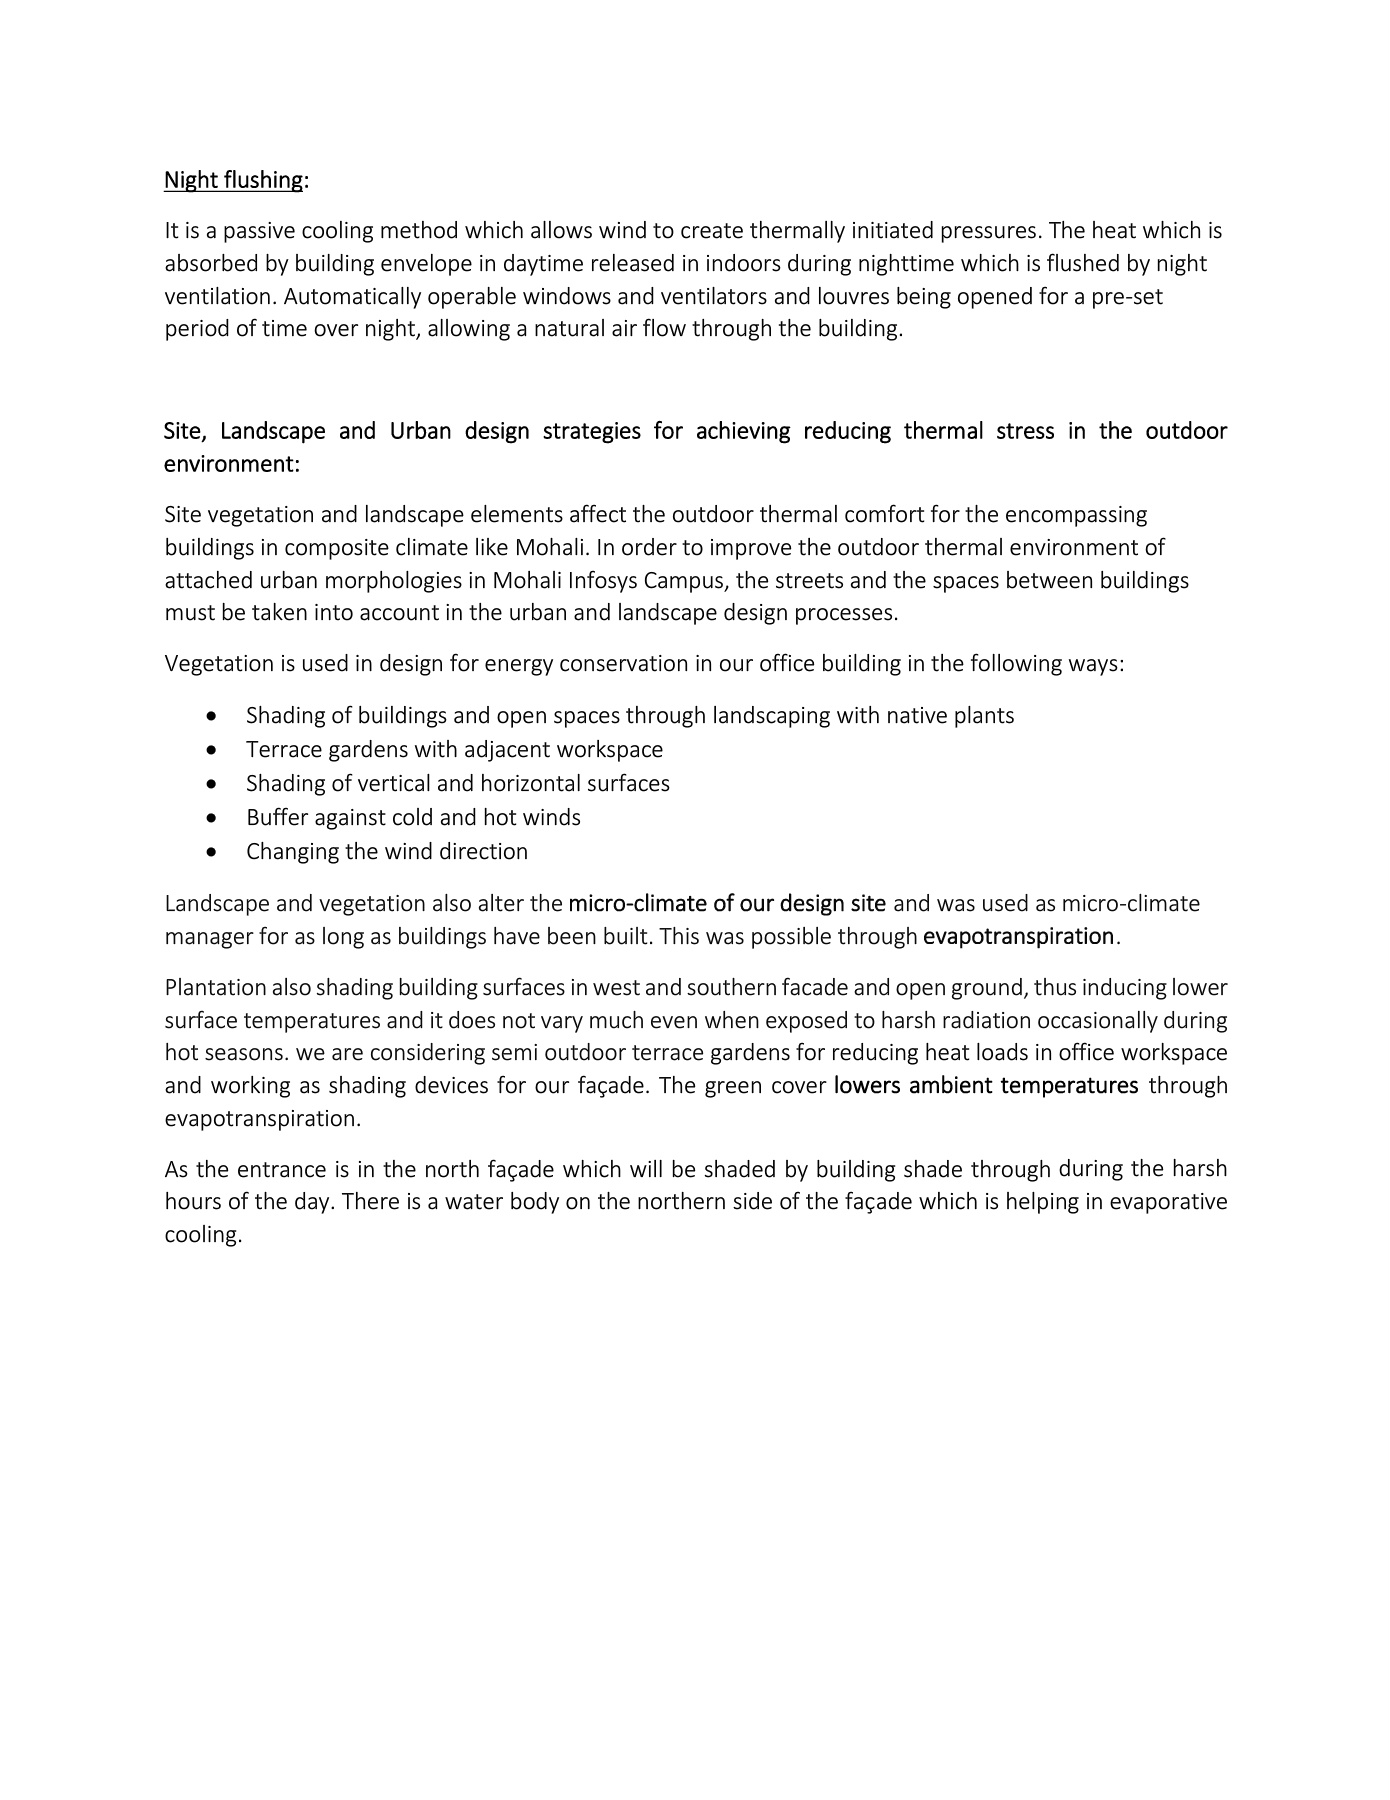 Night flushing:
It is a passive cooling method which allows wind to create thermally initiated pressures. The heat which is
absorbed by building envelope in daytime released in indoors during nighttime which is flushed by night
ventilation. Automatically operable windows and ventilators and louvres being opened for a pre-set
period of time over night, allowing a natural air flow through the building.
Site, Landscape and Urban design strategies for achieving reducing thermal stress in the outdoor
environment:
Site vegetation and landscape elements affect the outdoor thermal comfort for the encompassing
buildings in composite climate like Mohali. In order to improve the outdoor thermal environment of
attached urban morphologies in Mohali Infosys Campus, the streets and the spaces between buildings
must be taken into account in the urban and landscape design processes.
Vegetation is used in design for energy conservation in our office building in the following ways:
• Shading of buildings and open spaces through landscaping with native plants
• Terrace gardens with adjacent workspace
• Shading of vertical and horizontal surfaces
• Buffer against cold and hot winds
• Changing the wind direction
Landscape and vegetation also alter the micro-climate of our design site and was used as micro-climate
manager for as long as buildings have been built. This was possible through evapotranspiration.
Plantation also shading building surfaces in west and southern facade and open ground, thus inducing lower
surface temperatures and it does not vary much even when exposed to harsh radiation occasionally during
hot seasons. we are considering semi outdoor terrace gardens for reducing heat loads in office workspace
and working as shading devices for our façade. The green cover lowers ambient temperatures through
evapotranspiration.
As the entrance is in the north façade which will be shaded by building shade through during the harsh
hours of the day. There is a water body on the northern side of the façade which is helping in evaporative
cooling.